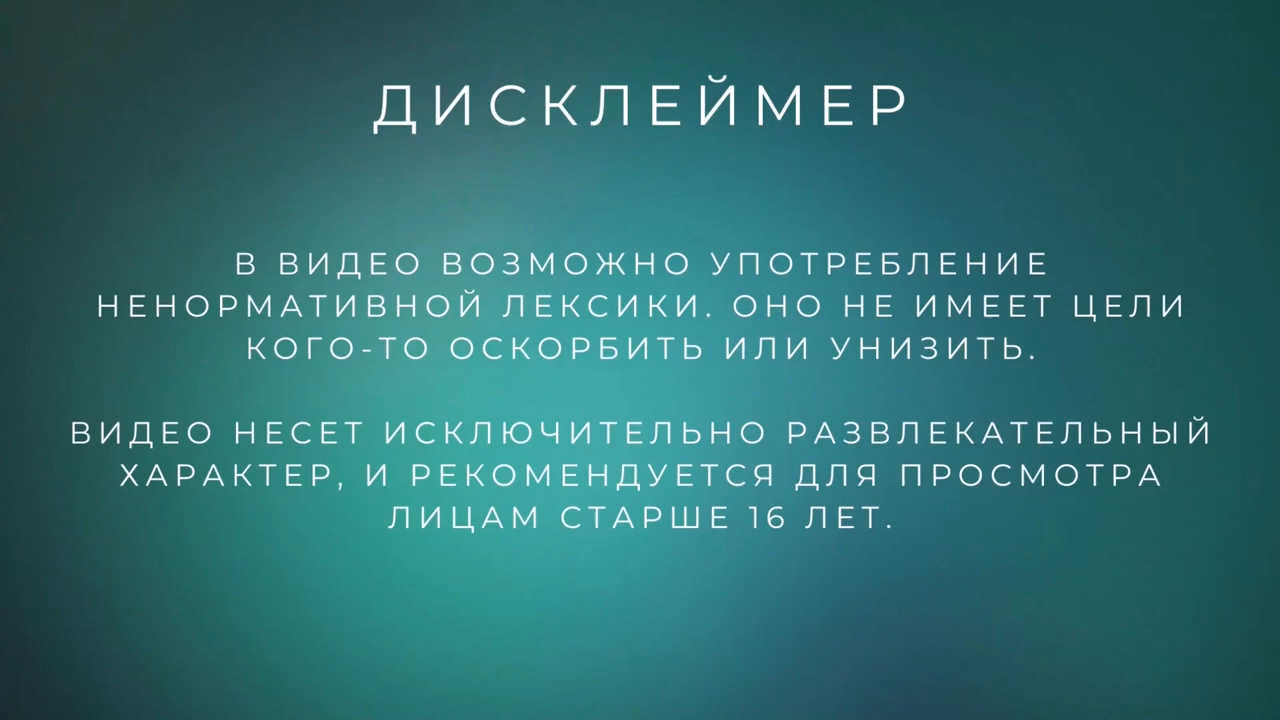 ДИСКЛЕЙМЕР
В ВИДЕО ВОЗМОЖНО УПОТРЕБЛЕНИЕ
НЕНОРМАТИВНОЙ ЛЕКСИКИ. ОНО НЕ ИМЕЕТ ЦЕЛИ
КОГО-ТО ОСКОРБИТЬ ИЛИ УНИЗИТЬ.
ВИДЕО НЕСЕТ ИСКЛЮЧИТЕЛЬНО РАЗВЛЕКАТЕЛЬНЫЙ
ХАРАКТЕР, И РЕКОМЕНДУЕТСЯ ДЛЯ ПРОСМОТРА
ЛИЦАМ СТАРШЕ 16 ЛЕТ.